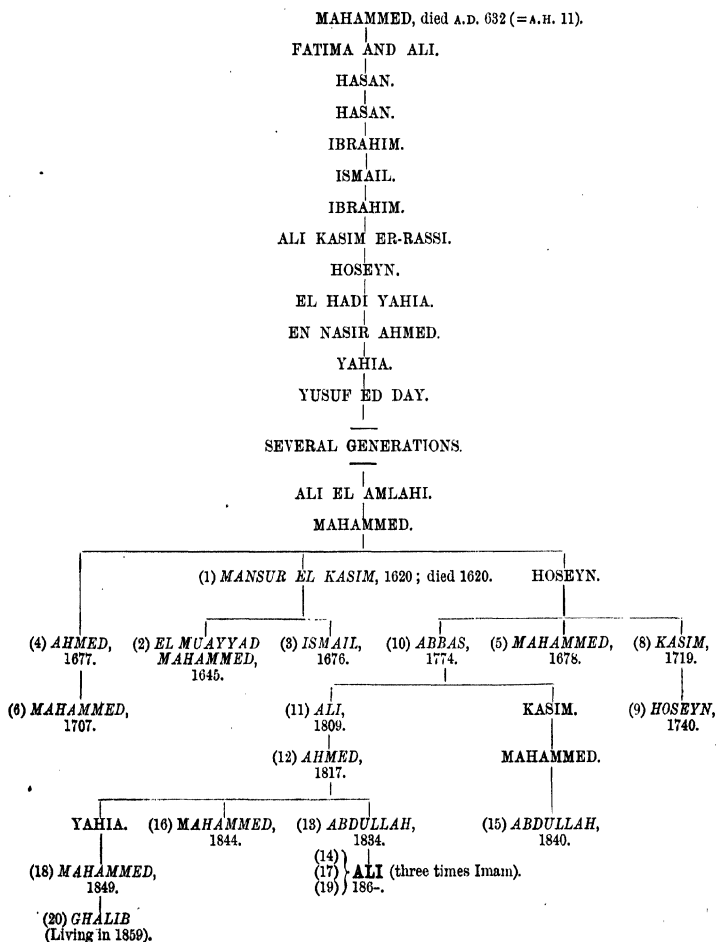 MAHAMMED, died A.D. 632 (=A.H. 11).
FATIMA AND ALI.
HASAN.
HASAN.
IBRAHIM.
ISMAIL.
IBRAHIM.
ALI KASIM ER-RASSI.
HOSEYN.
EL HADI YAHIA.
EN NASIR AHMED.
YAHIA.
YUSUF ED DAY.
SEVERAL GENERATIONS.
ALI EL AMLAHI.
MAHAMMED.
(1) MANSUR EL KASIM, 1620; died 1620. HOSEYN.
(4) AHMED, (2) EL MUAYYAD (3) ISMAIL, (10) ABBAS, (5) MAHAMMED, (8) KASIM,
1677. MAHAMMED, 1676. 1774. 1678. 1719.
1645.
(6) MAHAMMED, (11) ALI, KASIM. (9) HOSEYN,
1707. 1809. 1740.
(12) AHMED, MAHAMMED.
1817.
YAHIA. (16) MAHAMMED, (13) ABDULLAH, (15) ABDULLAH,
1844. 1834. 1840.
(14)
(18) MAHAMMED, (17) ALI (three times Imam).
1849. (19) 186-.
(20) GHALIB
(Living in 1859).